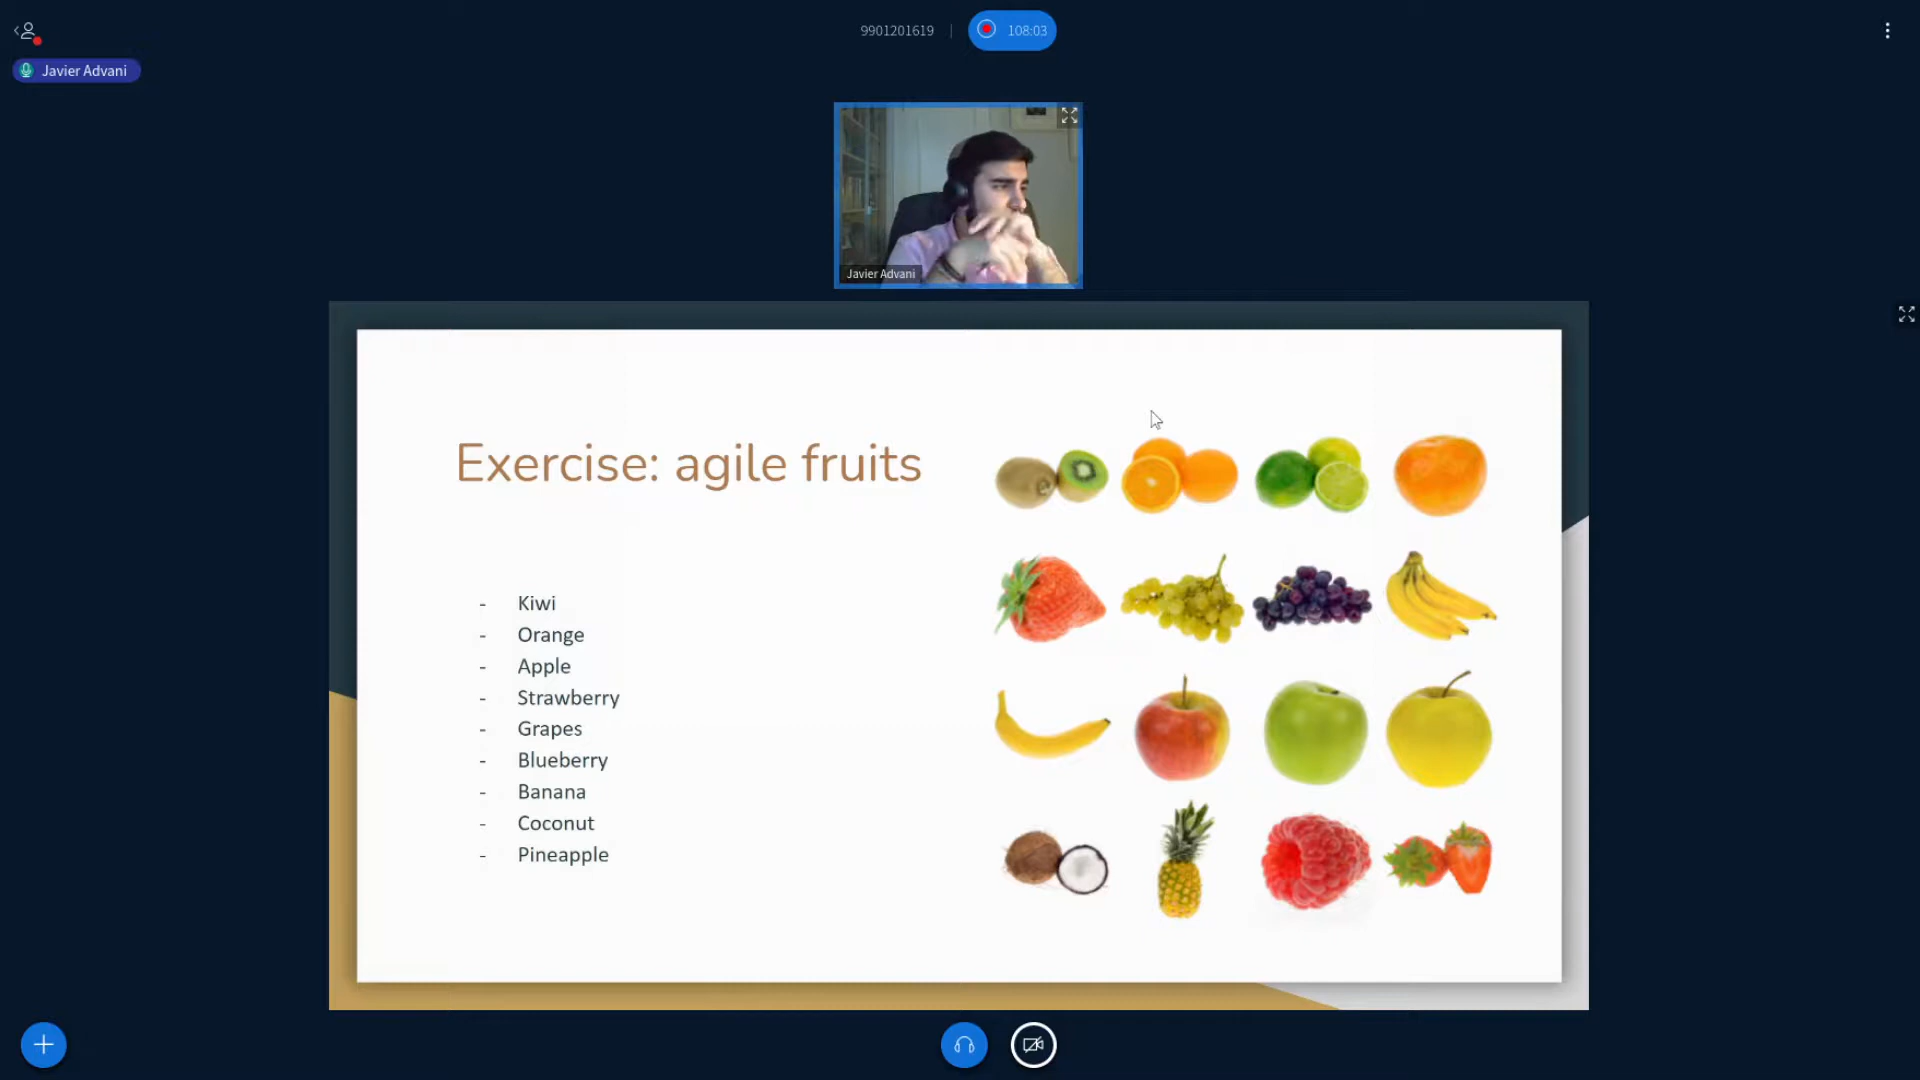 9901201619
108:03
Javier Advani
Javier Advani
Exercise: agile fruits
- Kiwi
- Orange
- Apple
- Strawberry
- Grapes
- Blueberry
- Banana
- Coconut
- Pineapple